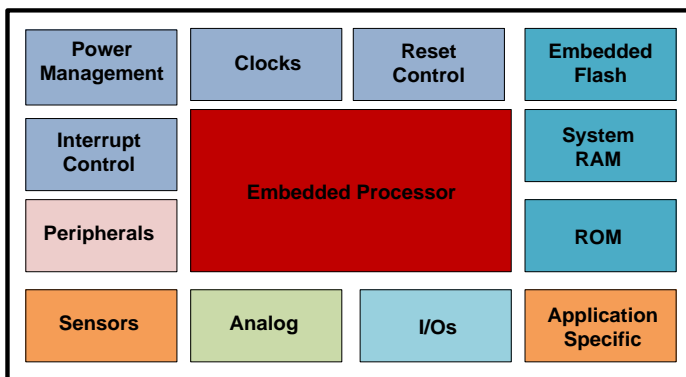 Power
Management
Clocks
Reset
Control
Embedded
Flash
Interrupt
Control
Embedded Processor
System
RAM
Peripherals
ROM
Sensors
Analog
I/Os
Application
Specific